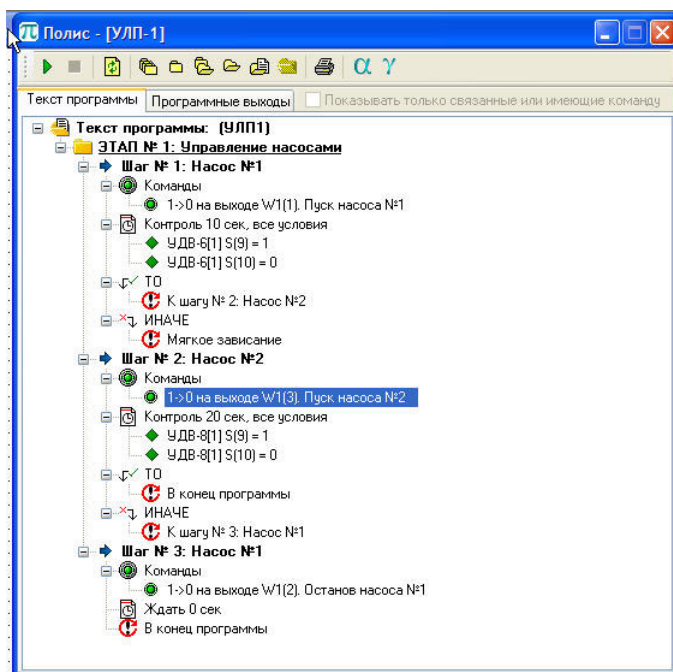 Полис - [УЛП-1]
α γ
Текст программы Программные выходы Показывать только связанные или имеющие команду
Текст программы: (УЛП1)
ЭТАП № 1: Управление насосами
Шаг № 1: Насос №1
Команды
1->0 на выходе W1(1). Пуск насоса №1
Контроль 10 сек, все условия
УДВ-6[1] S(9) = 1
УДВ-6[1] S(10) = 0
ТО
К шагу № 2: Насос №2
ИНАЧЕ
Мягкое зависание
Шаг № 2: Насос №2
Команды
1->0 на выходе W1(3). Пуск насоса №2
Контроль 20 сек, все условия
УДВ-8[1] S(9) = 1
УДВ-8[1] S(10) = 0
ТО
В конец программы
ИНАЧЕ
К шагу № 3: Насос №1
Шаг № 3: Насос №1
Команды
1->0 на выходе W1(2). Останов насоса №1
Ждать 0 сек
В конец программы